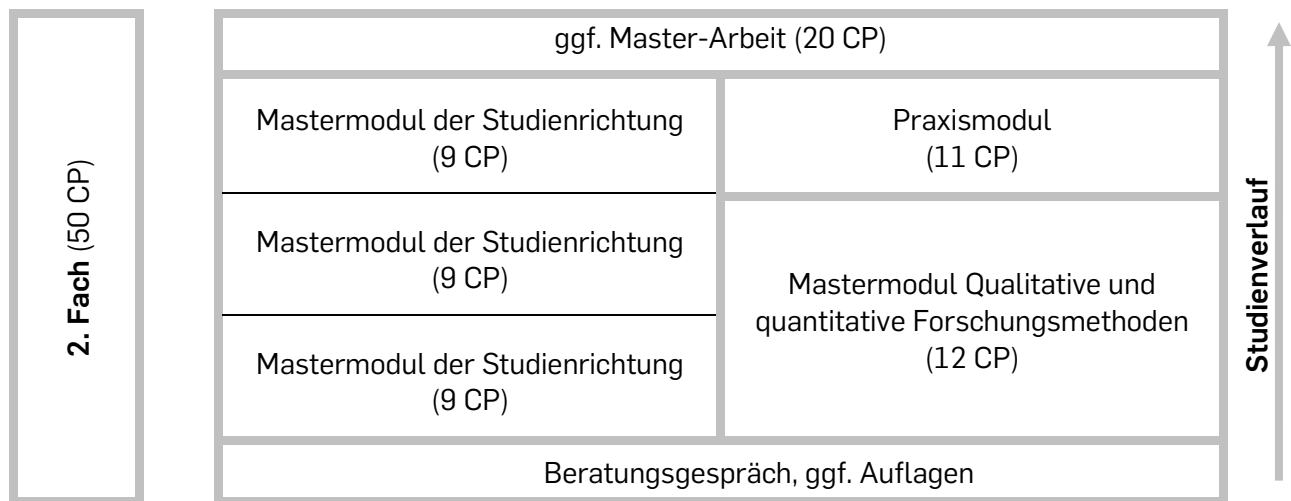 2. Fach (50 CP)
ggf. Master-Arbeit (20 CP)
Mastermodul der Studienrichtung
(9 CP)
Praxismodul
(11 CP)
Mastermodul der Studienrichtung
(9 CP)
Mastermodul Qualitative und
quantitative Forschungsmethoden
(12 CP)
Mastermodul der Studienrichtung
(9 CP)
Beratungsgespräch, ggf. Auflagen
Studienverlauf